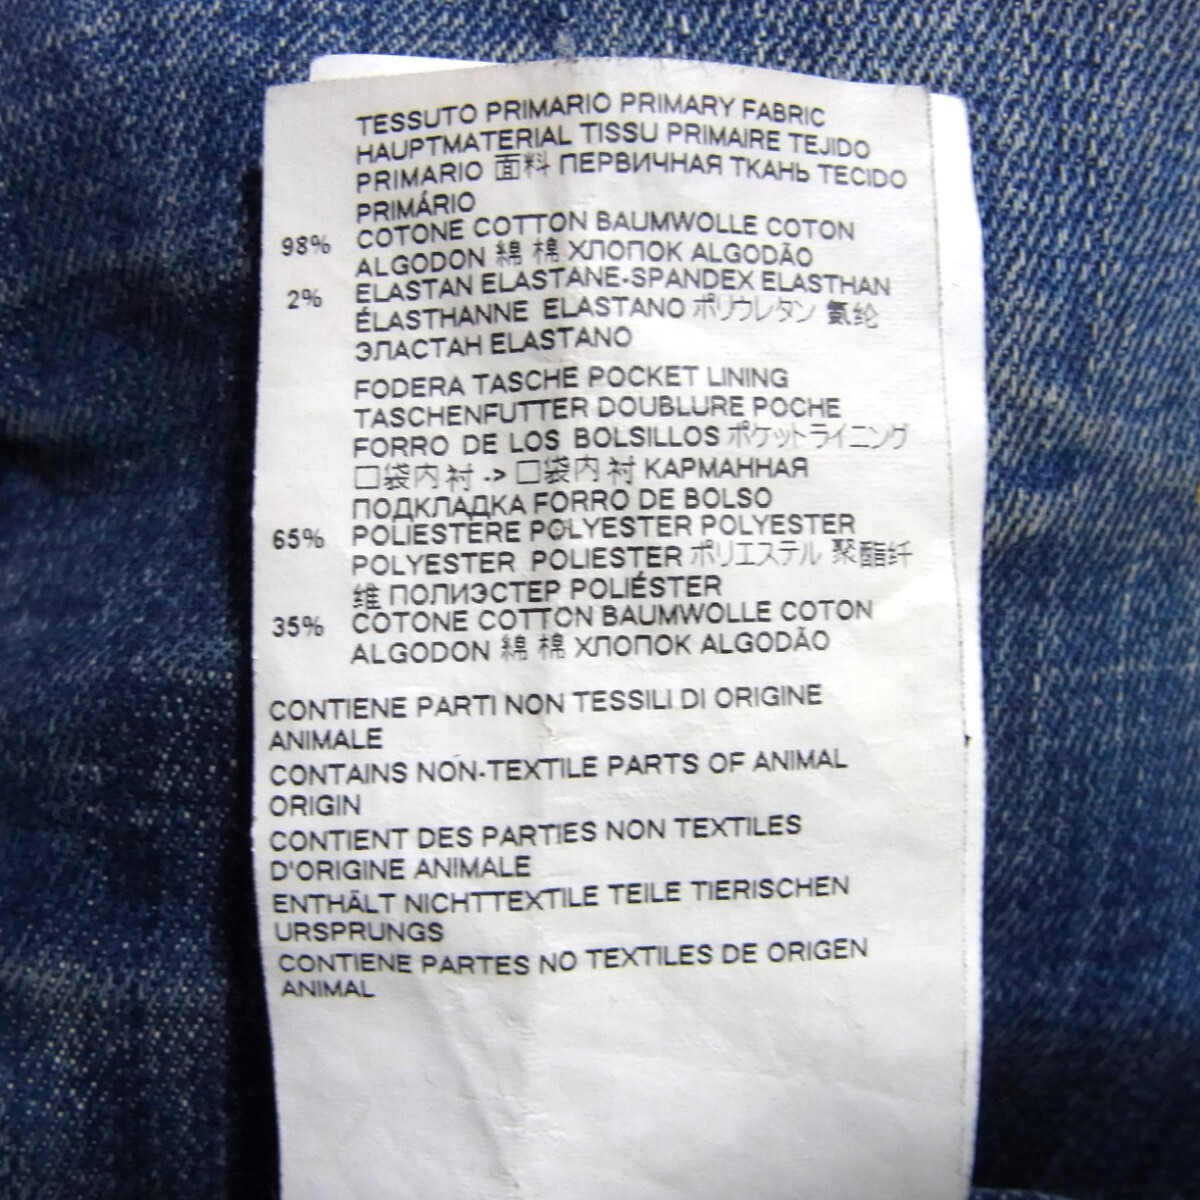 TESSUTO PRIMARIO PRIMARY FABRIC
HAUPTMATERIAL TISSU PRIMAIRE TEJIDO
PRIMARIO 面料 ПЕРВИЧНАЯ ТКАНЬ TECIDO
PRIMÁRIO
98% COTONE COTTON BAUMWOLLE COTON
ALGODON 綿 棉 ХЛОПОК ALGODÃO
2% ELASTAN ELASTANE-SPANDEX ELASTHAN
ÉLASTHANNE ELASTANO ポリウレタン 氨纶
ЭЛАСТАН ELASTANO
FODERA TASCHE POCKET LINING
TASCHENFUTTER DOUBLURE POCHE
FORRO DE LOS BOLSILLOS ポケットライニング
口袋内衬 -> 口袋内衬 КАРМАННАЯ
ПОДКЛАДКА FORRO DE BOLSO
65% POLIESTERE POLYESTER POLYESTER
POLYESTER POLIESTER ポリエステル 聚酯纤
维 ПОЛИЭСТЕР POLIÉSTER
35% COTONE COTTON BAUMWOLLE COTON
ALGODON 綿 棉 ХЛОПОК ALGODÃO
CONTIENE PARTI NON TESSILI DI ORIGINE
ANIMALE
CONTAINS NON-TEXTILE PARTS OF ANIMAL
ORIGIN
CONTIENT DES PARTIES NON TEXTILES
D'ORIGINE ANIMALE
ENTHÄLT NICHTTEXTILE TEILE TIERISCHEN
URSPRUNGS
CONTIENE PARTES NO TEXTILES DE ORIGEN
ANIMAL